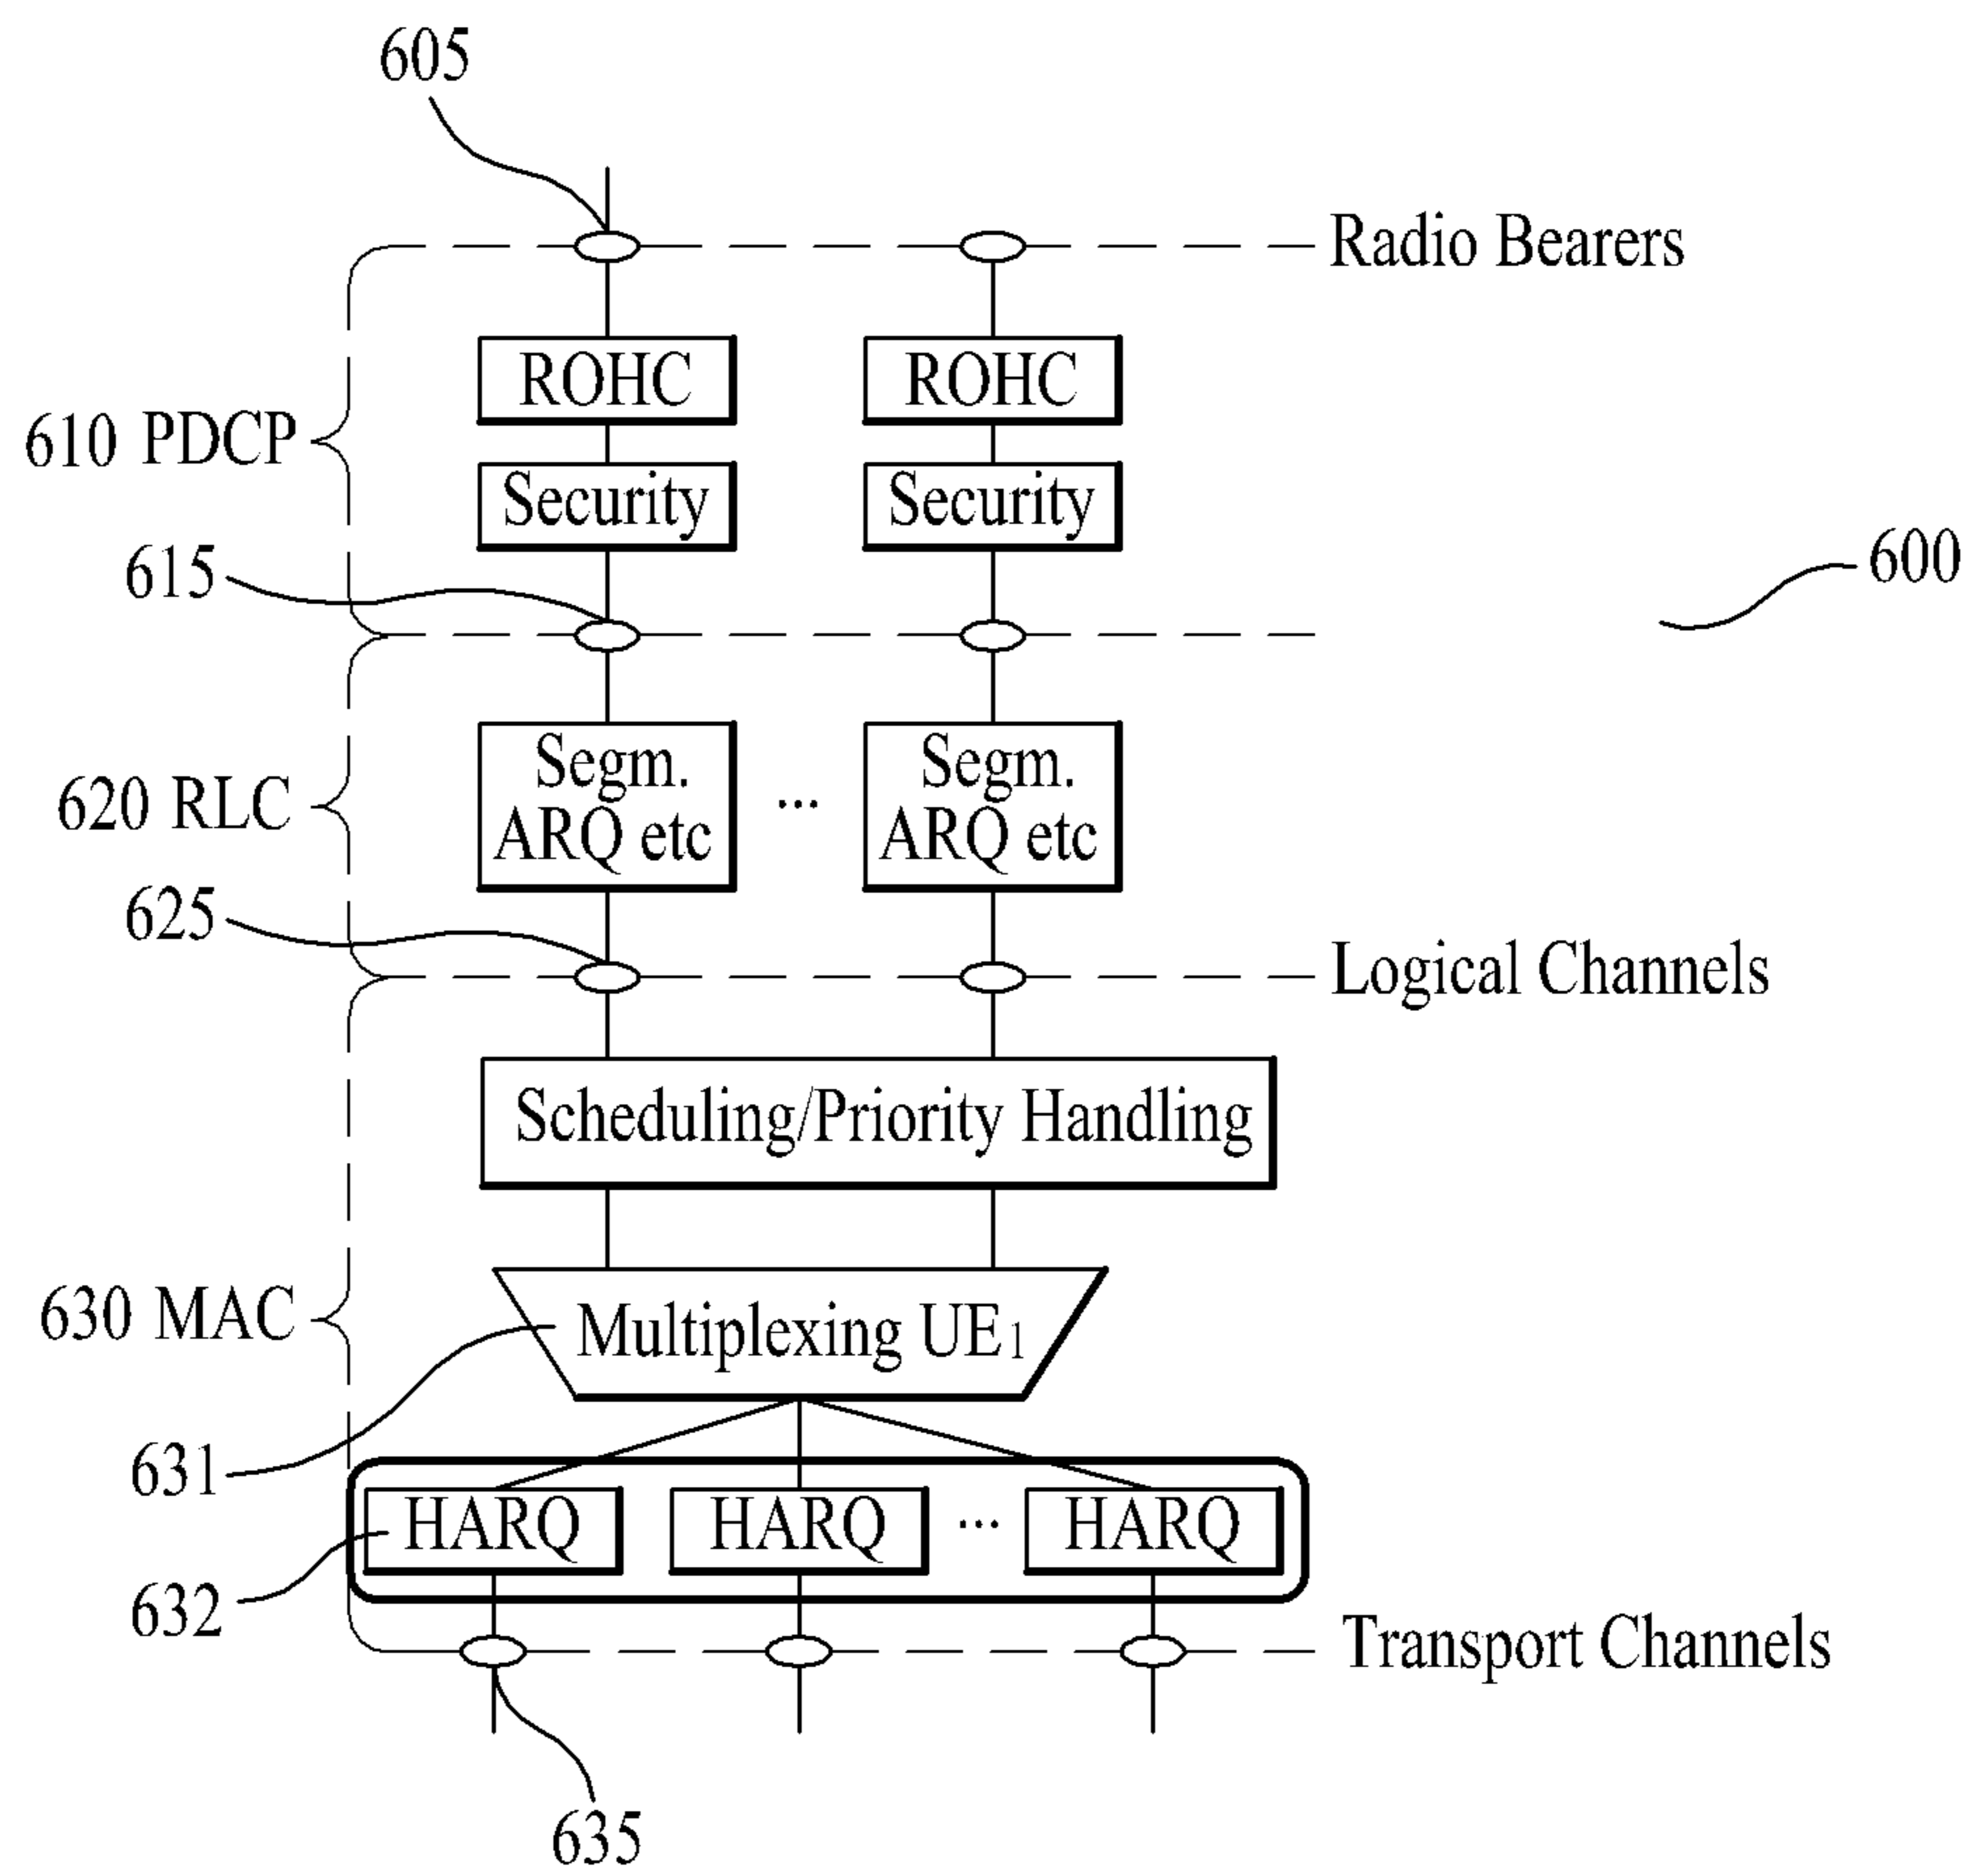 605
Radio Bearers
ROHC ROHC
610 PDCP
Security Security
615
600
Segm. Segm.
620 RLC
ARQ etc ... ARQ etc
625
Logical Channels
Scheduling/Priority Handling
630 MAC
Multiplexing UE1
631
HARQ HARQ ... HARQ
632
Transport Channels
635